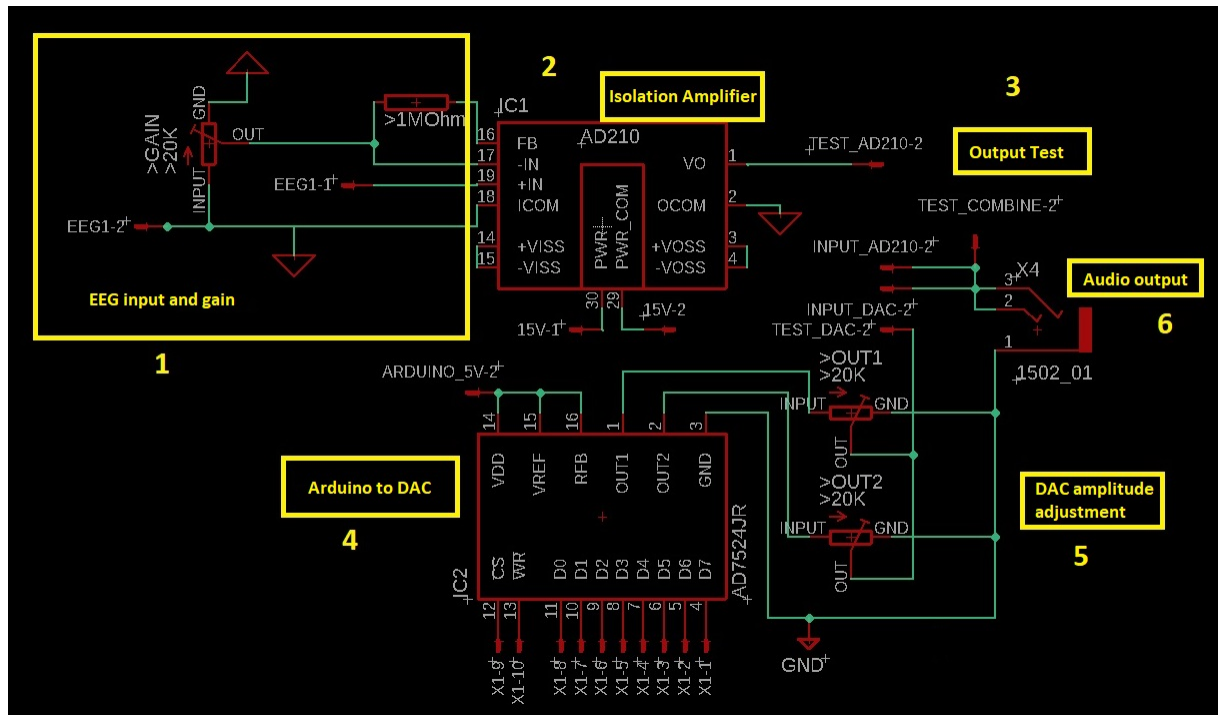 2
3
1
6
4
5
Isolation Amplifier
Output Test
EEG input and gain
Audio output
Arduino to DAC
DAC amplitude
adjustment
GND
>GAIN
>20K
OUT
INPUT
>1MOhm
EEG1-1
EEG1-2
IC1
AD210
16
FB
17
-IN
19
+IN
18
ICOM
14
+VISS
15
-VISS
PWR
PWR_COM
VO
1
OCOM
2
+VOSS
3
-VOSS
4
30
29
15V-1
15V-2
TEST_AD210-2
TEST_COMBINE-2
INPUT_AD210-2
INPUT_DAC-2
TEST_DAC-2
X4
3
2
1
1502_01
ARDUINO_5V-2
14
15
16
1
2
3
VDD
VREF
RFB
OUT1
OUT2
GND
CS
WR
D0
D1
D2
D3
D4
D5
D6
D7
IC2
AD7524JR
12
13
11
10
9
8
7
6
5
4
X1-9
X1-10
X1-8
X1-7
X1-6
X1-5
X1-4
X1-3
X1-2
X1-1
>OUT1
>20K
INPUT
GND
OUT
>OUT2
>20K
INPUT
GND
OUT
GND